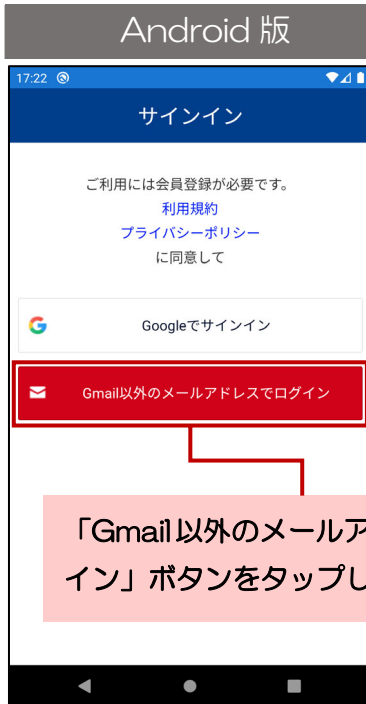 Android 版
17:22
サインイン
ご利用には会員登録が必要です。
利用規約
プライバシーポリシー
に同意して
Googleでサインイン
Gmail以外のメールアドレスでログイン
「Gmail以外のメールア
イン」ボタンをタップし